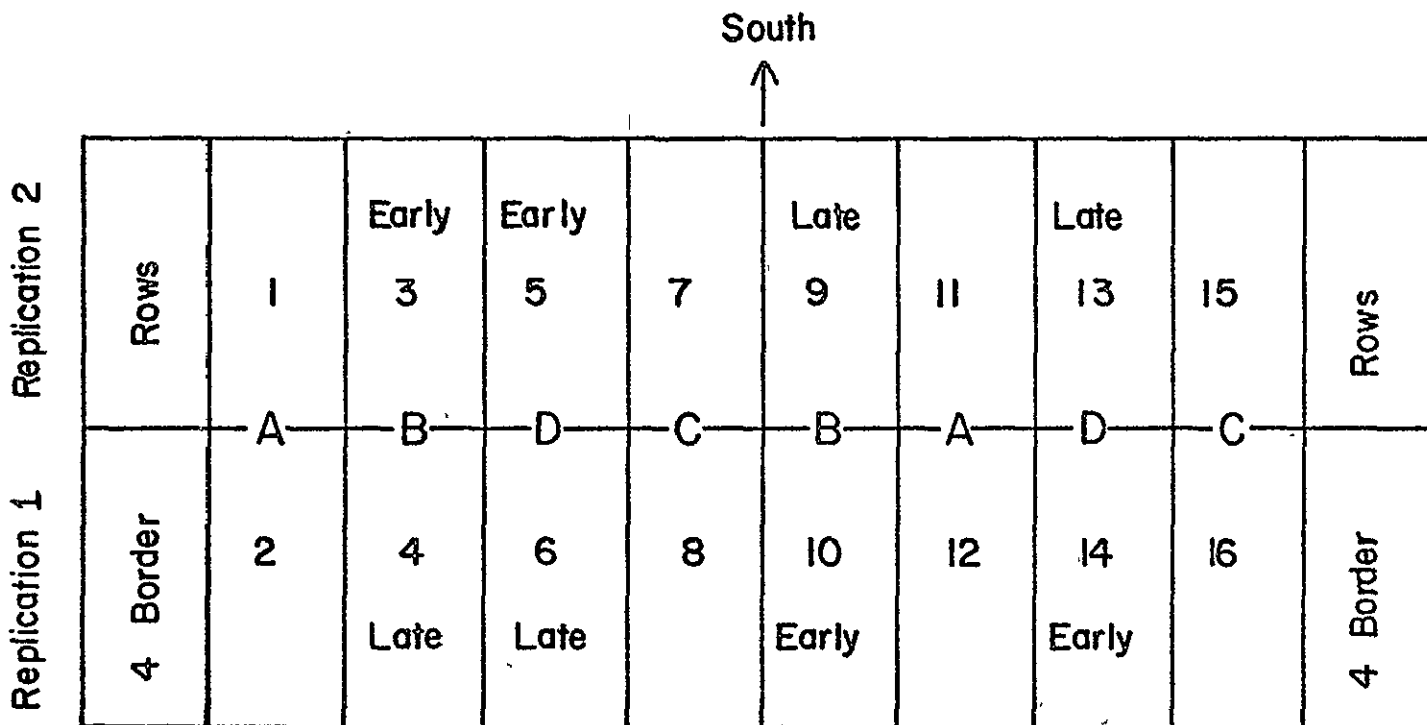 South
Replication 2
Rows
Early Early Late Late
1 3 5 7 9 11 13 15
Rows
A B D C B A D C
Replication 1
4 Border
2 4 6 8 10 12 14 16
Late Late Early Early
4 Border